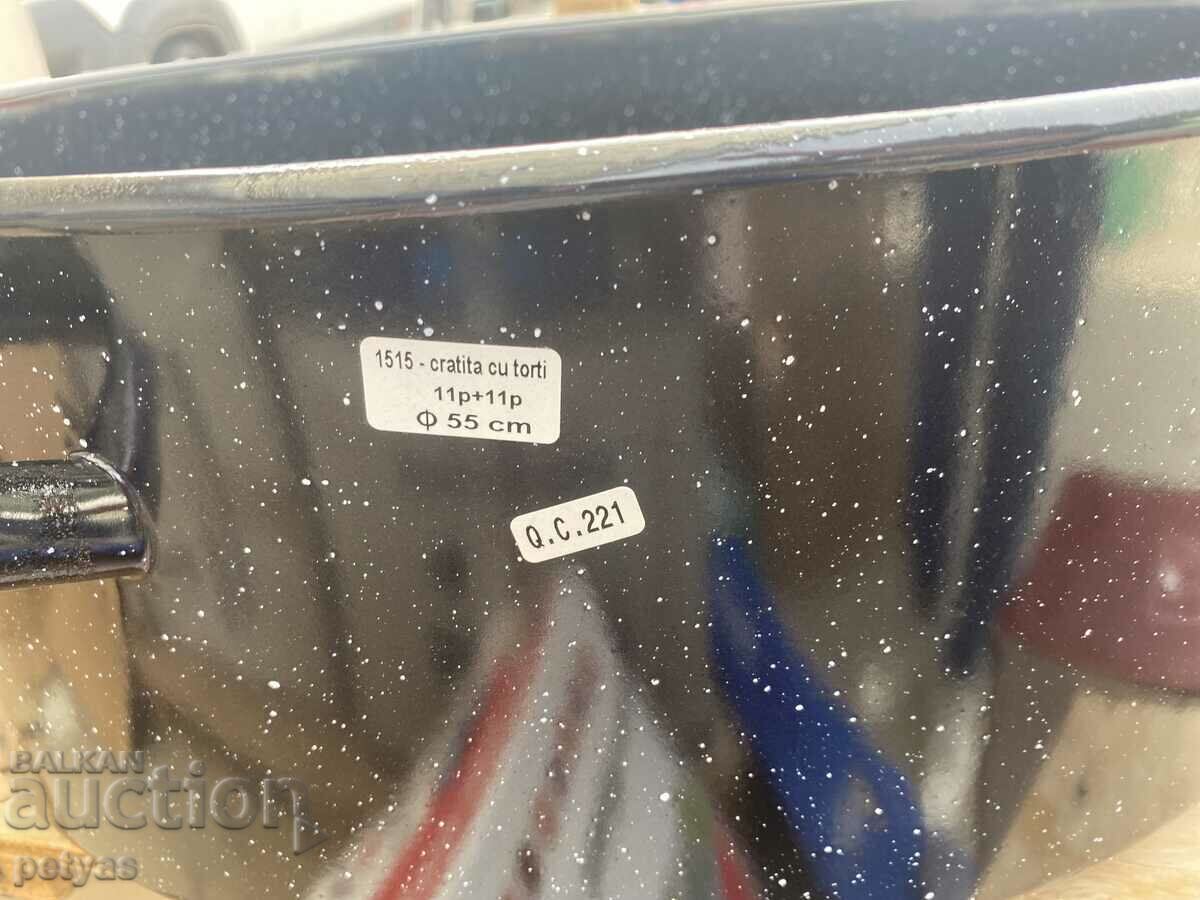 1515 - cratita cu torti
11p+11p
Φ 55 cm
Q.C.221
BALKAN
auction
petyas